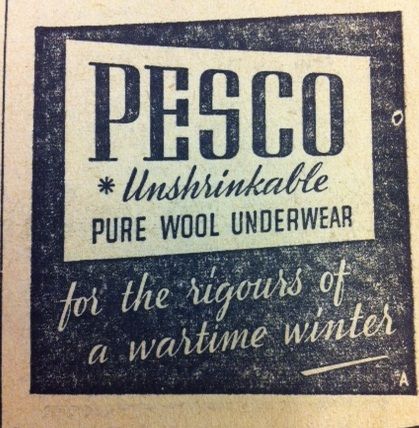 PESCO
* Unshrinkable
PURE WOOL UNDERWEAR
for the rigours of
a wartime winter
A